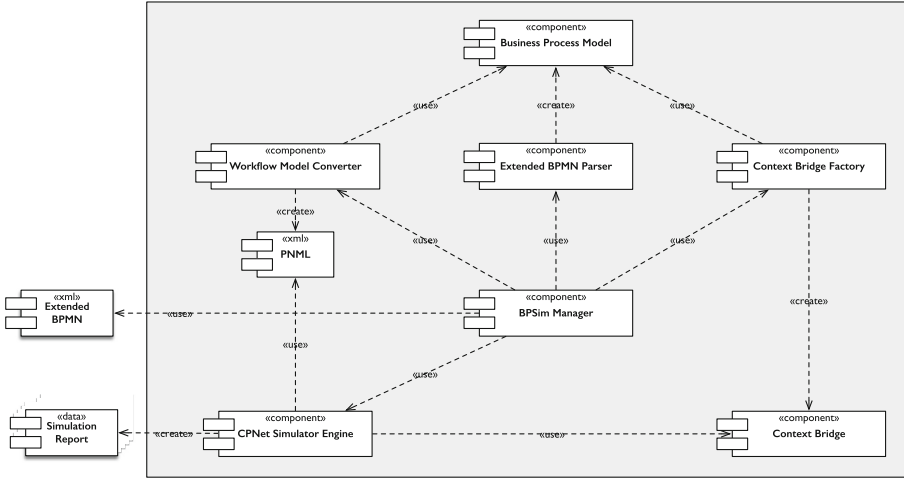 «component»
Business Process Model
«use»
«create»
«use»
«component»
Workflow Model Converter
«component»
Extended BPMN Parser
«component»
Context Bridge Factory
«create»
«xml»
PNML
«use»
«use»
«use»
«xml»
Extended
BPMN
«use»
«component»
BPSim Manager
«create»
«use»
«use»
«data»
Simulation
Report
«create»
«component»
CPNet Simulator Engine
«use»
«component»
Context Bridge